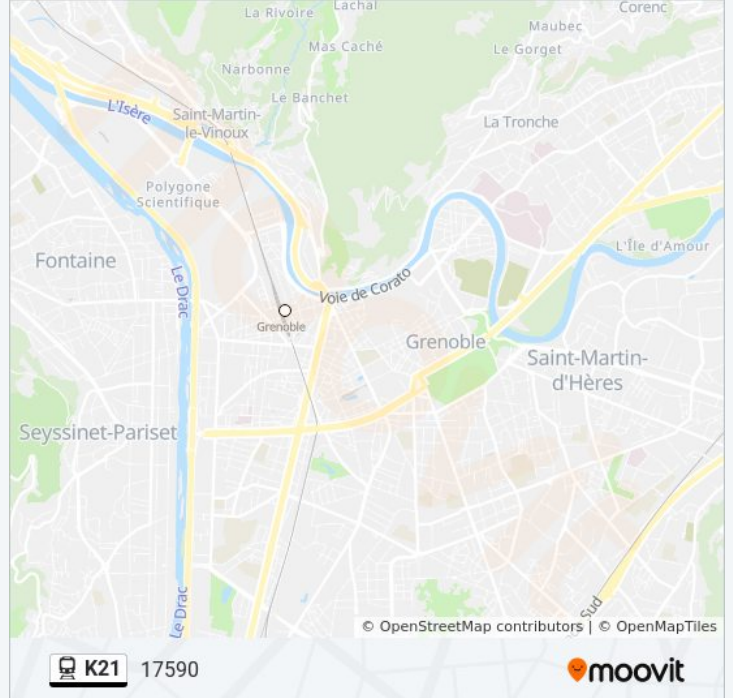 La Rivoire
Lachal
Corenc
Maubec
Mas Caché
Le Gorget
Narbonne
Le Banchet
L'Isère
Saint-Martin-
le-Vinoux
La Tronche
Polygone
Scientifique
L'Île d'Amour
Fontaine
Le Drac
Voie de Corato
Grenoble
Grenoble
Saint-Martin-
d'Hères
Seyssinet-Pariset
Le Drac
Sud
© OpenStreetMap contributors | © OpenMapTiles
K21 17590
moovit